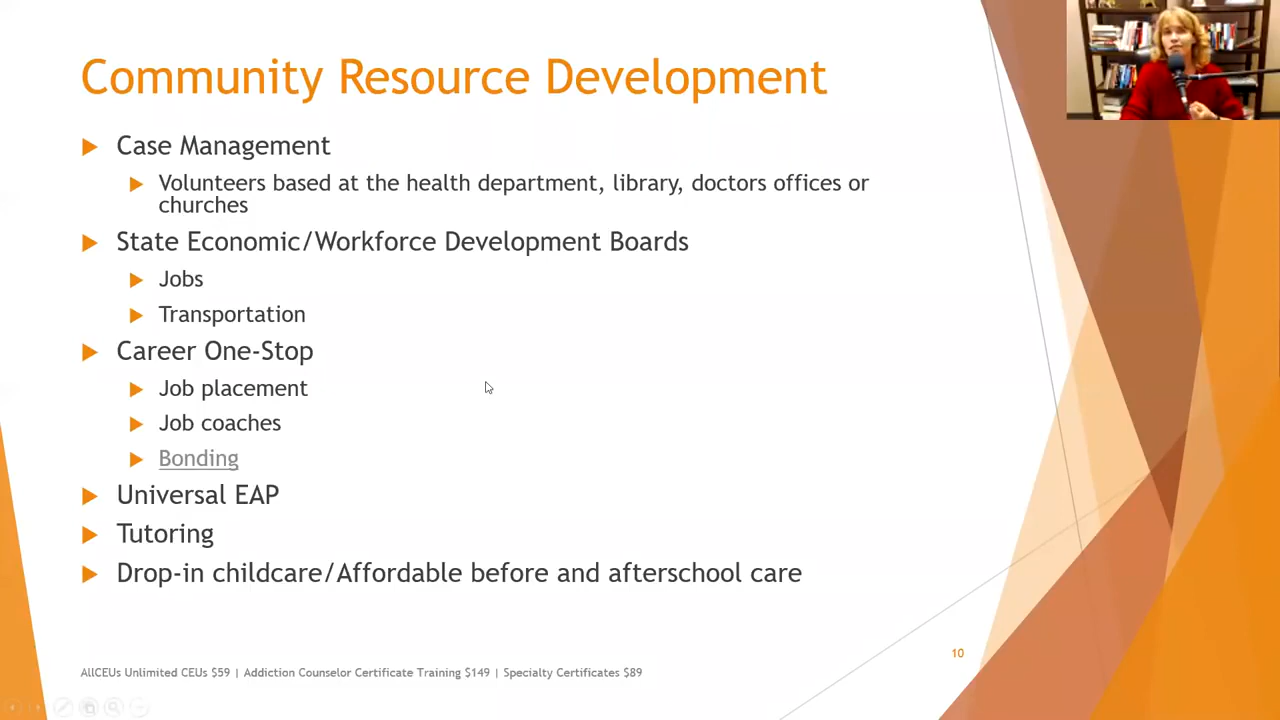 Community Resource Development
Case Management
Volunteers based at the health department, library, doctors offices or
churches
State Economic/Workforce Development Boards
Jobs
Transportation
Career One-Stop
Job placement
Job coaches
Bonding
Universal EAP
Tutoring
Drop-in childcare/Affordable before and afterschool care
10
AllCEUs Unlimited CEUs $59 | Addiction Counselor Certificate Training $149 | Specialty Certificates $89